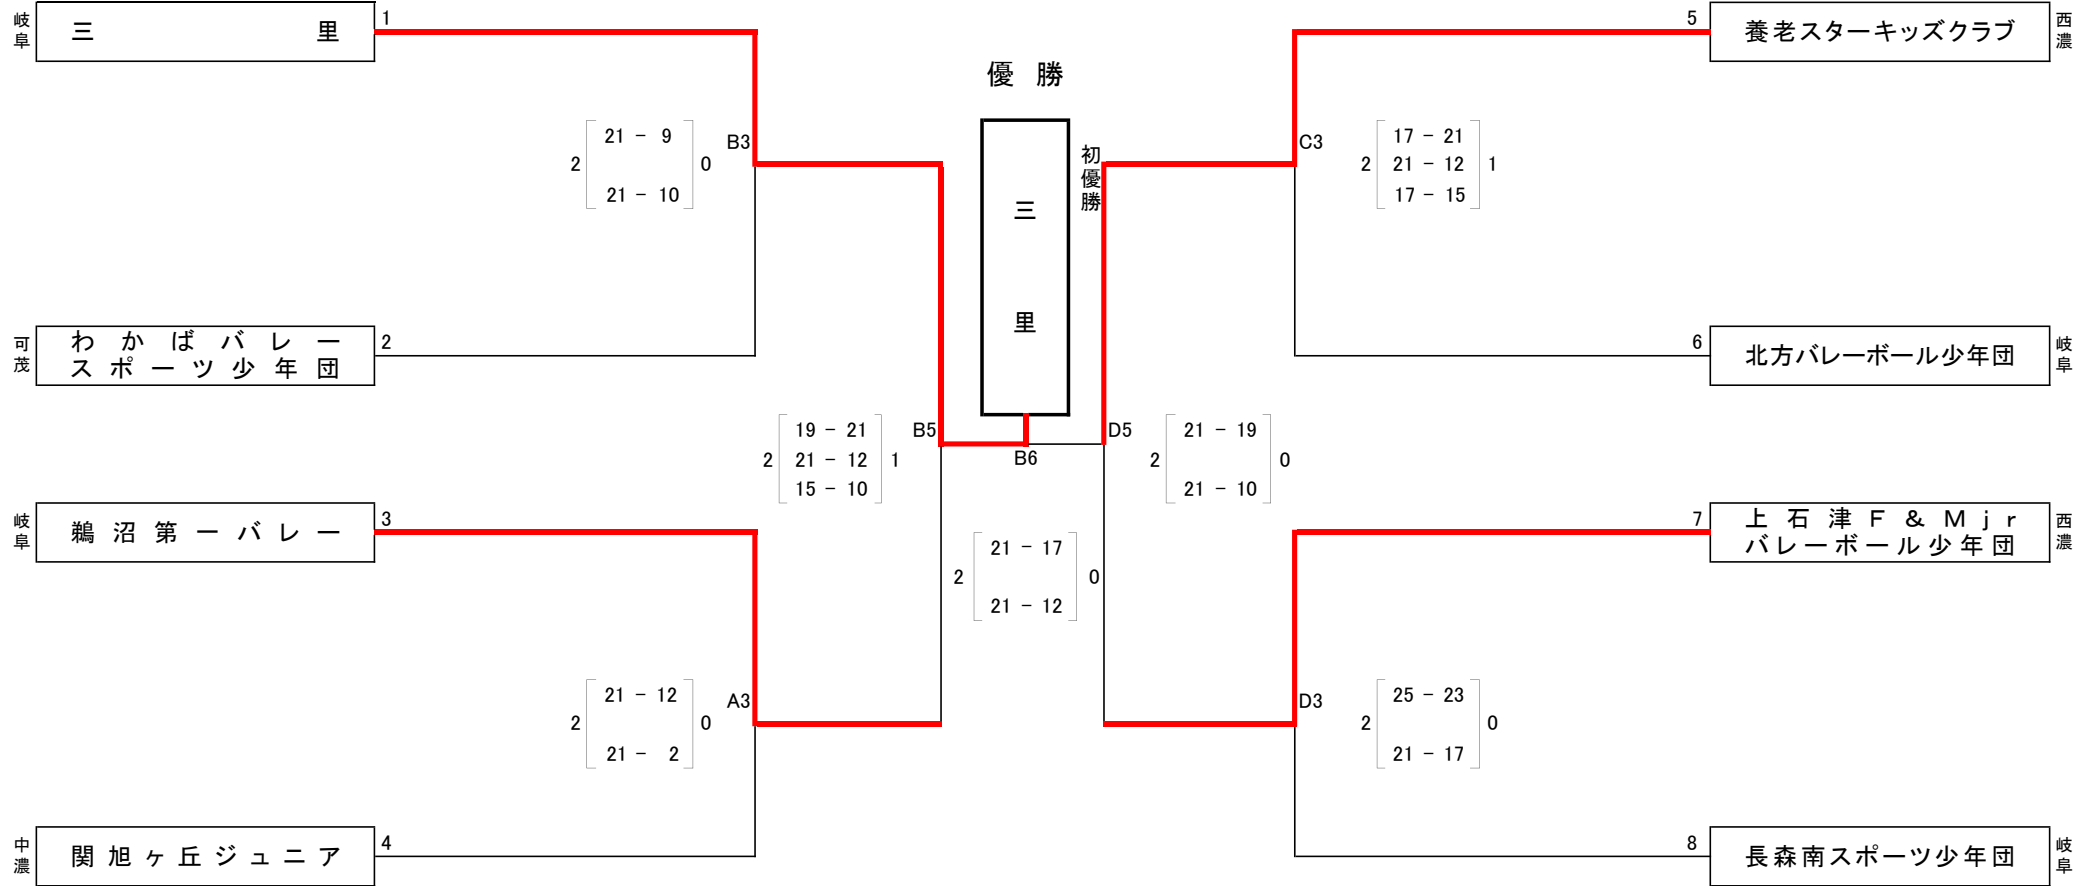 岐阜
三里
1
5
養老スターキッズクラブ
西濃
優勝
三里
初優勝
2
21 - 9
21 - 10
0
B3
C3
2
17 - 21
21 - 12
17 - 15
1
可茂
わかばバレー
スポーツ少年団
2
6
北方バレーボール少年団
岐阜
2
19 - 21
21 - 12
15 - 10
1
B5
B6
D5
2
21 - 19
21 - 10
0
岐阜
鵜沼第一バレー
3
7
上石津F&Mjr
バレーボール少年団
西濃
2
21 - 17
21 - 12
0
2
21 - 12
21 - 2
0
A3
D3
2
25 - 23
21 - 17
0
中濃
関旭ヶ丘ジュニア
4
8
長森南スポーツ少年団
岐阜